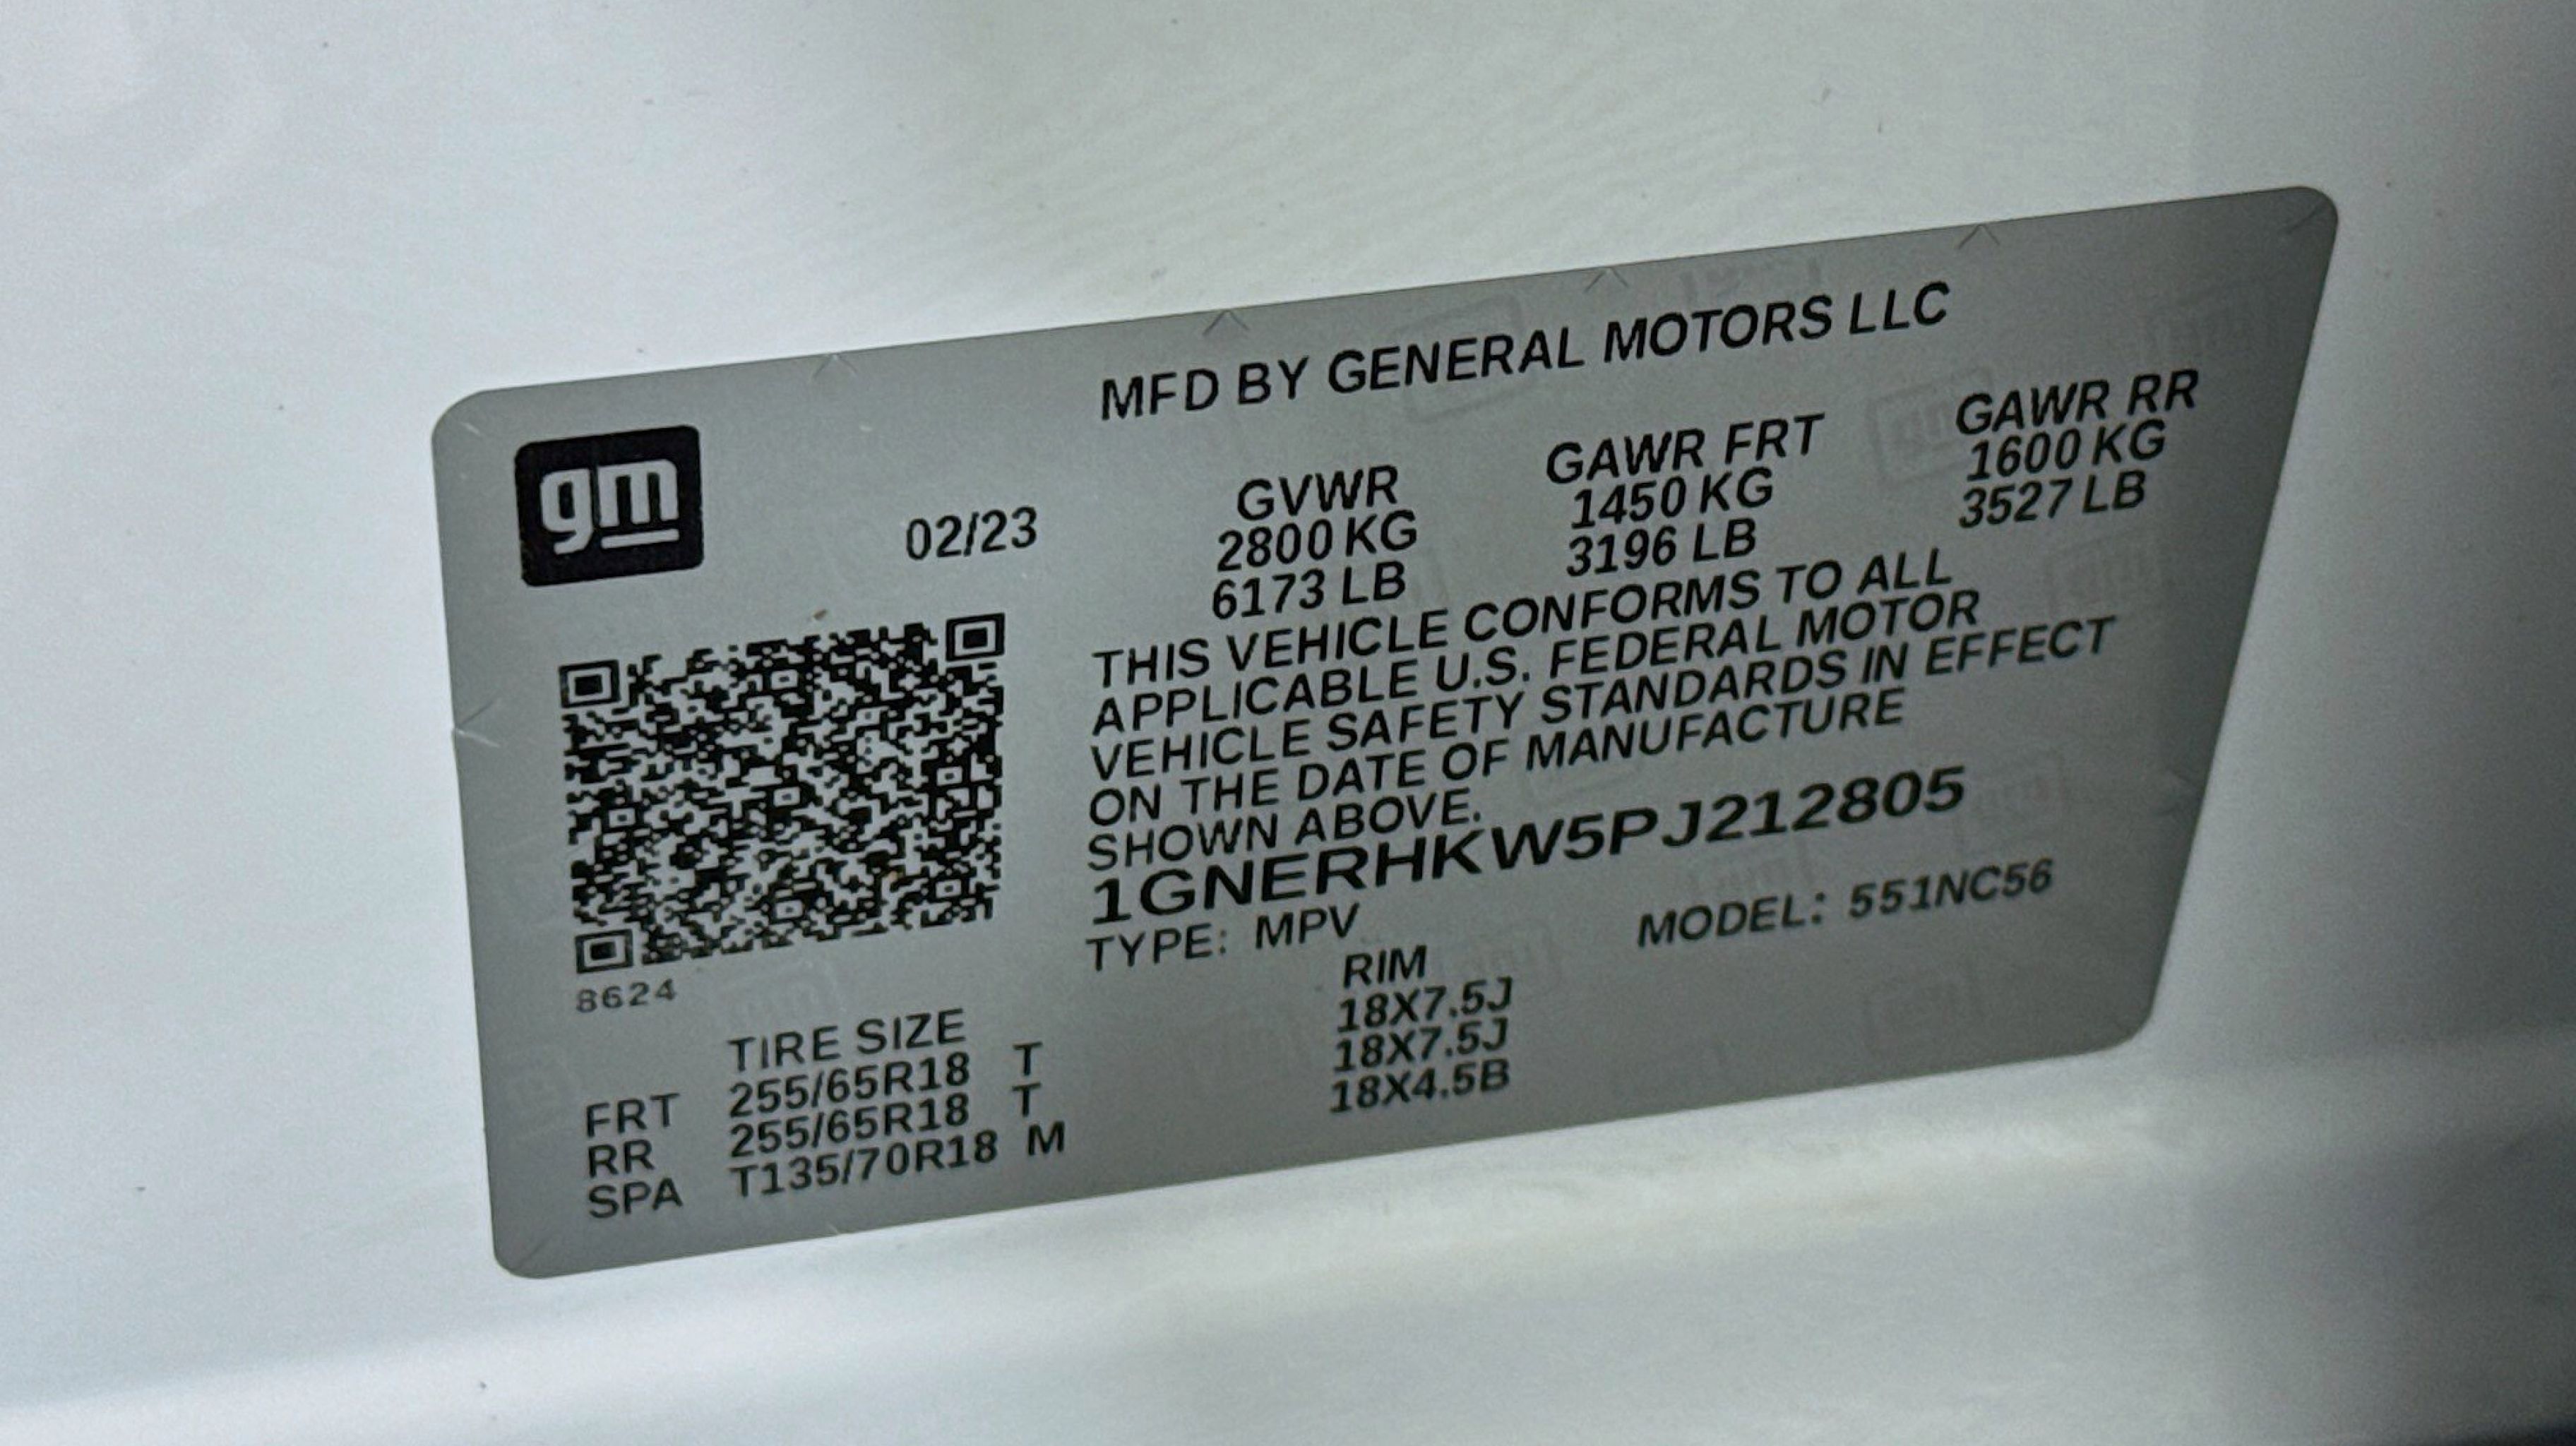 MFD BY GENERAL MOTORS LLC
gm
02/23
GVWR GAWR FRT GAWR RR
2800 KG 1450 KG 1600 KG
6173 LB 3196 LB 3527 LB
THIS VEHICLE CONFORMS TO ALL
APPLICABLE U.S. FEDERAL MOTOR
VEHICLE SAFETY STANDARDS IN EFFECT
ON THE DATE OF MANUFACTURE
SHOWN ABOVE.
1GNERHKW5PJ212805
TYPE: MPV MODEL: 551NC56
8624
TIRE SIZE RIM
FRT 255/65R18 T 18X7.5J
RR 255/65R18 T 18X7.5J
SPA T135/70R18 M 18X4.5B